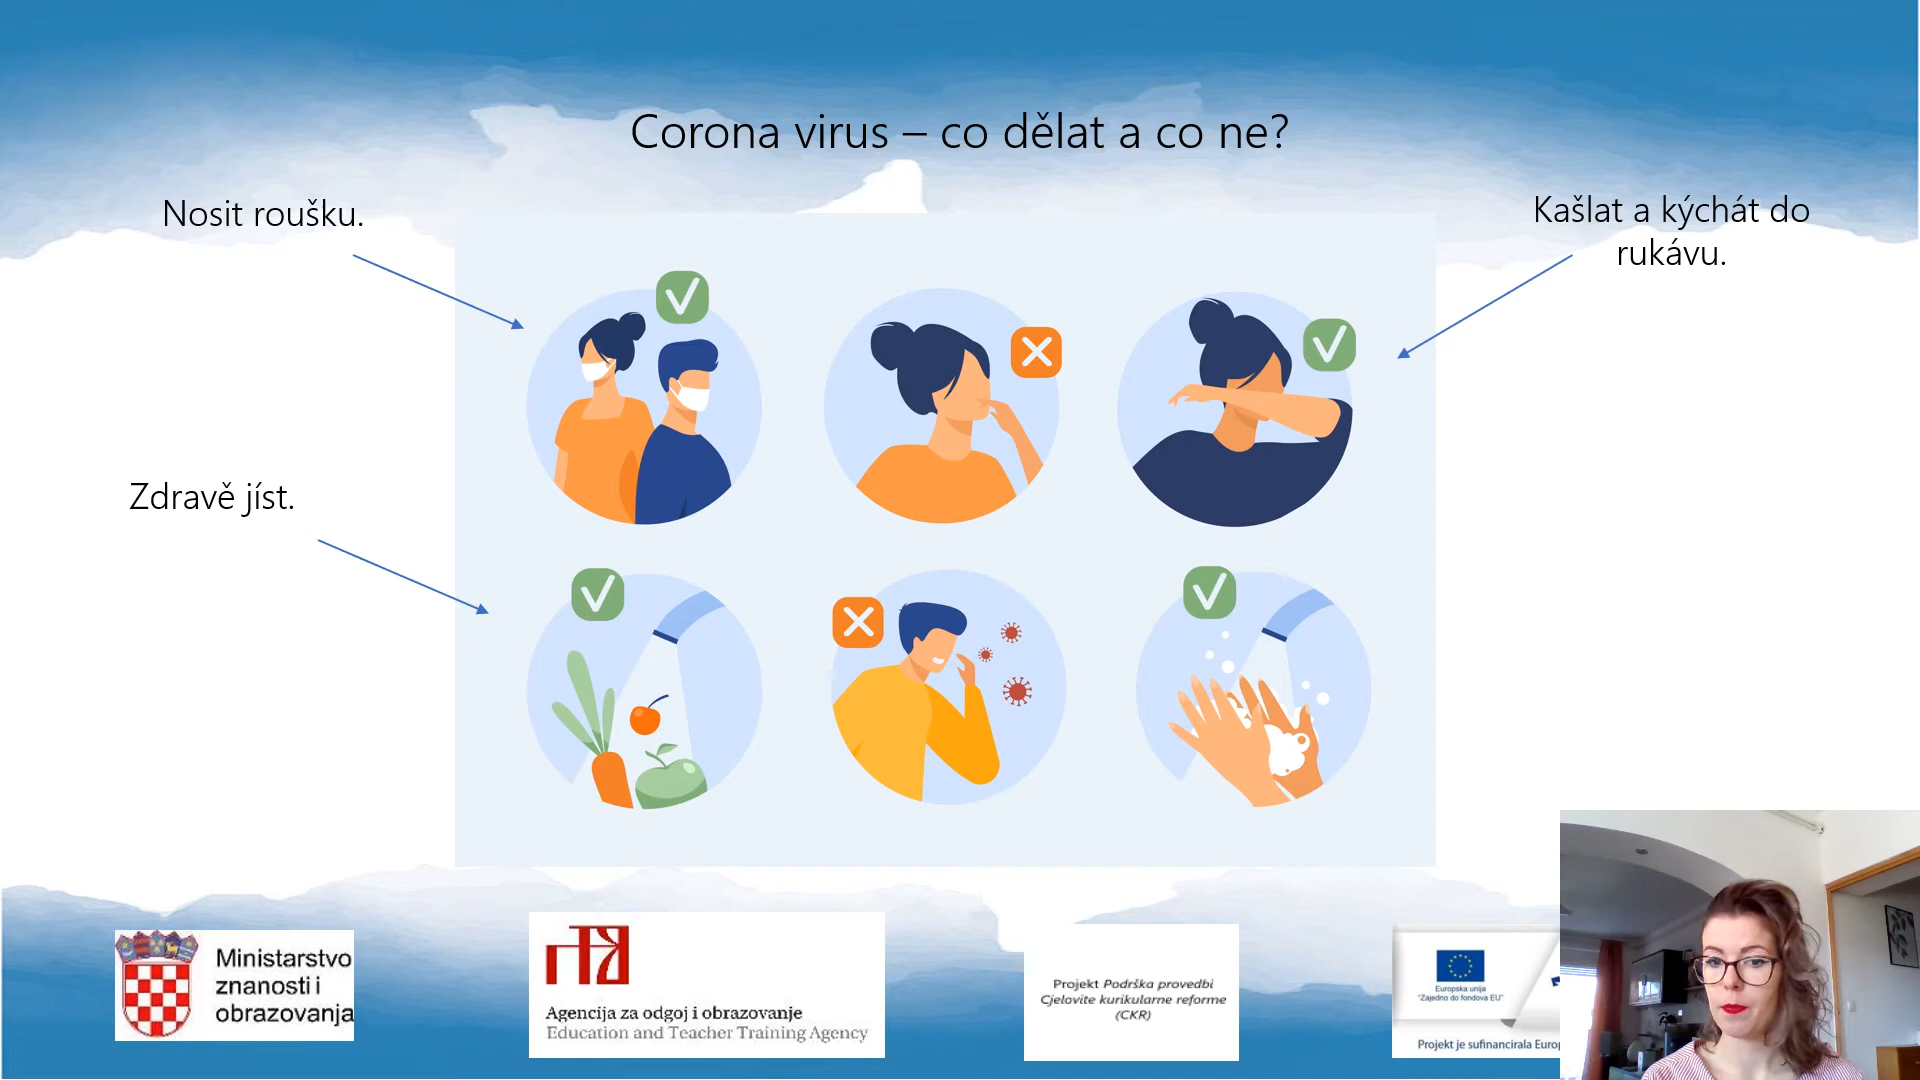 Corona virus – co dělat a co ne?
Nosit roušku.
Kašlat a kýchát do
rukávu.
Zdravě jíst.
Ministarstvo
znanosti i
obrazovanja
Agencija za odgoj i obrazovanje
Education and Teacher Training Agency
Projekt Podrška provedbi
Cjelovite kurikularne reforme
(CKR)
Europska unija
"Zajedno do fondova EU"
Projekt je sufinancirala Europ